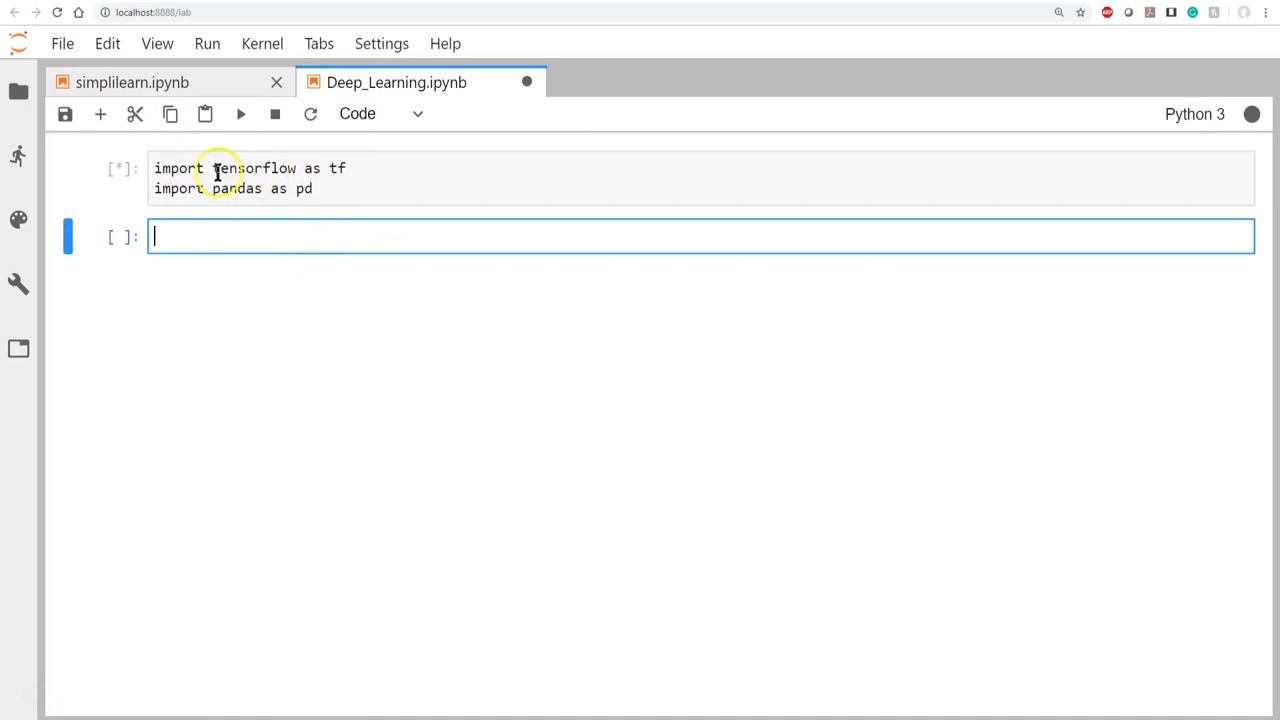 localhost:8888/lab
File Edit View Run Kernel Tabs Settings Help
simplilearn.ipynb Deep_Learning.ipynb
Code Python 3
[*]: import tensorflow as tf
import pandas as pd
[ ]: